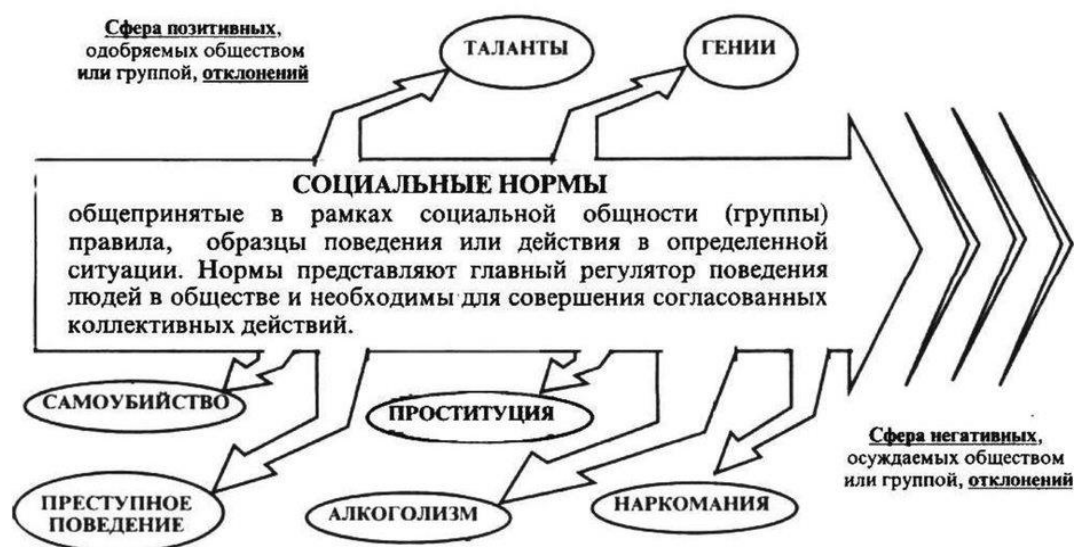 Сфера позитивных,
одобряемых обществом
или группой, отклонений
ТАЛАНТЫ
ГЕНИИ
СОЦИАЛЬНЫЕ НОРМЫ
общепринятые в рамках социальной общности (группы)
правила, образцы поведения или действия в определенной
ситуации. Нормы представляют главный регулятор поведения
людей в обществе и необходимы для совершения согласованных
коллективных действий.
САМОУБИЙСТВО
ПРОСТИТУЦИЯ
Сфера негативных,
осуждаемых обществом
или группой, отклонений
ПРЕСТУПНОЕ
ПОВЕДЕНИЕ
АЛКОГОЛИЗМ
НАРКОМАНИЯ